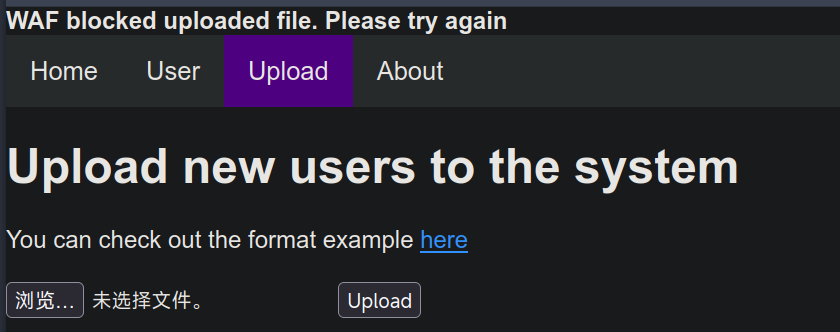 WAF blocked uploaded file. Please try again
Home User Upload About
Upload new users to the system
You can check out the format example here
浏览... 未选择文件。 Upload